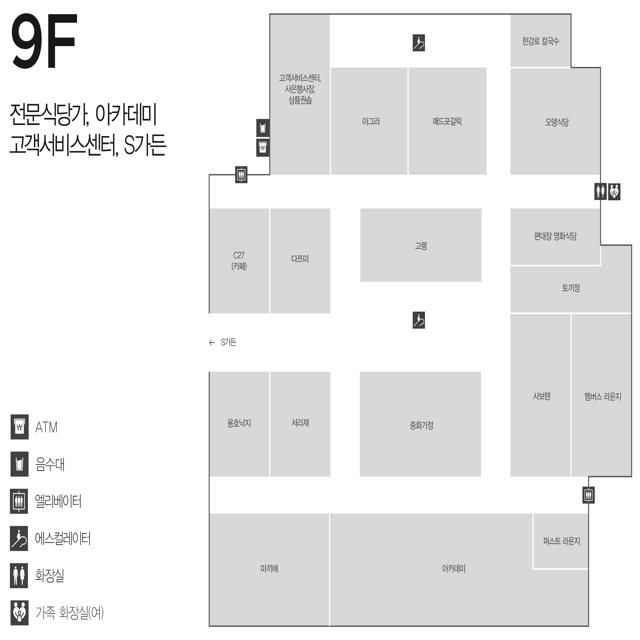 9F
전문식당가, 아카데미
고객서비스센터, S가든
고객서비스센터,
사은행사장,
상품권숍
아그라
매드포갈릭
한강로 칼국수
오뎅식당
C27
(카페)
다쯔미
고렝
편대장 영화식당
토끼정
← S가든
용호낙지
서리재
중화가정
사보텐
멤버스 라운지
마끼에
아카데미
퍼스트 라운지
ATM
음수대
엘리베이터
에스컬레이터
화장실
가족 화장실(여)